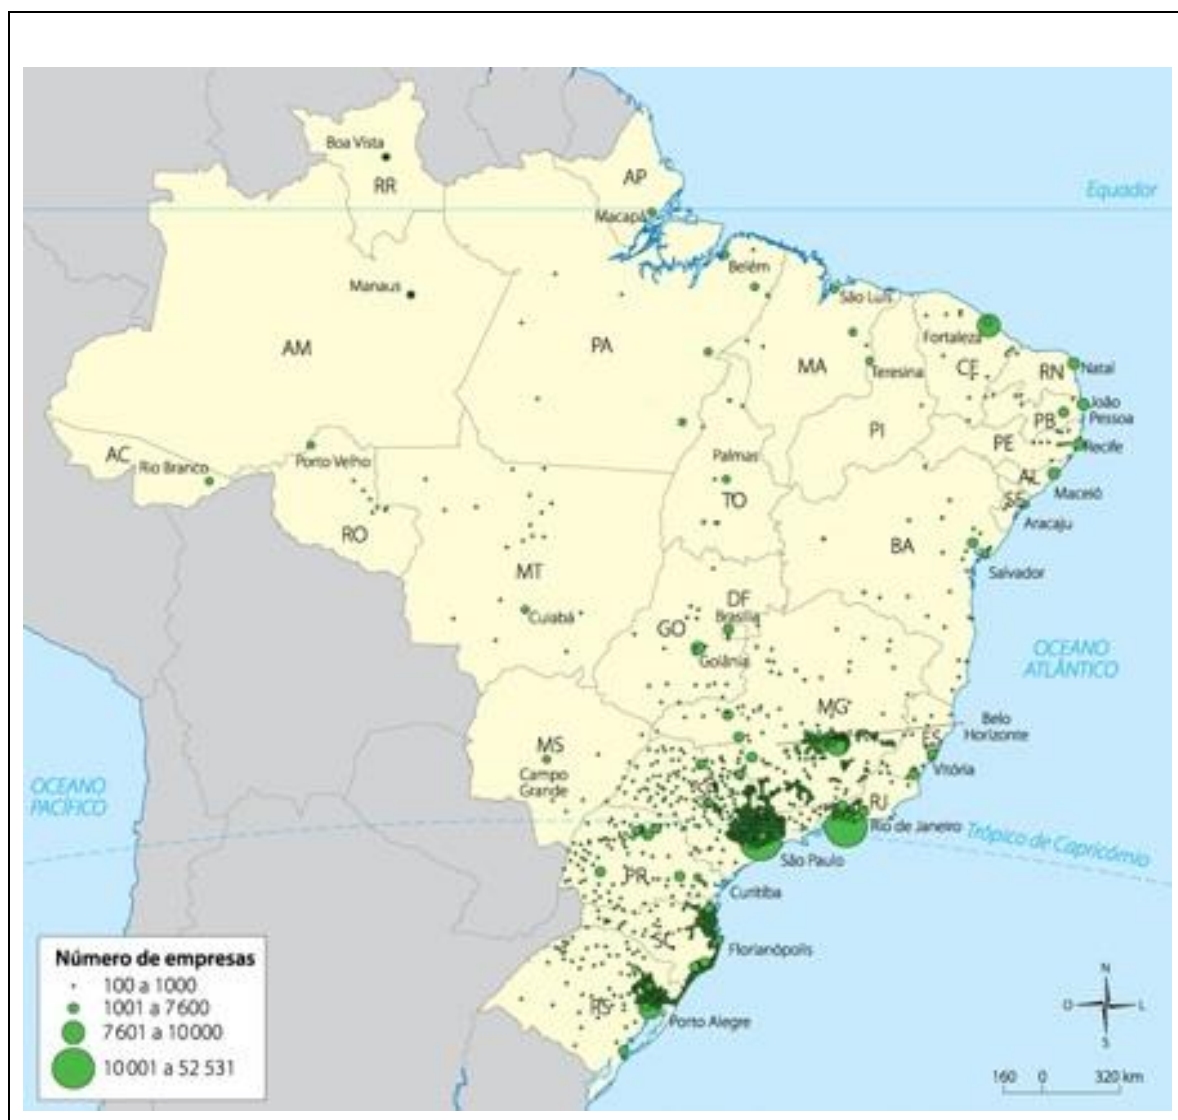 Boa Vista
RR
AP
Equador
Macapá
Belém
Manaus
São Luís
AM
PA
Fortaleza
MA
Teresina
CE
RN
Natal
João
Pessoa
PB
PI
PE
Recife
AC
Rio Branco
Porto Velho
Palmas
AL
Maceió
SE
Aracaju
TO
RO
BA
MT
Salvador
DF
Brasília
Cuiabá
GO
Goiânia
OCEANO
ATLÂNTICO
MG
Belo
Horizonte
ES
MS
Campo
Grande
Vitória
OCEANO
PACÍFICO
RJ
Rio de Janeiro
Trópico de Capricórnio
São Paulo
PR
Curitiba
SC
Florianópolis
RS
Porto Alegre
Número de empresas
100 a 1000
1001 a 7600
7601 a 10000
10001 a 52 531
N
O
L
S
160 0 320 km